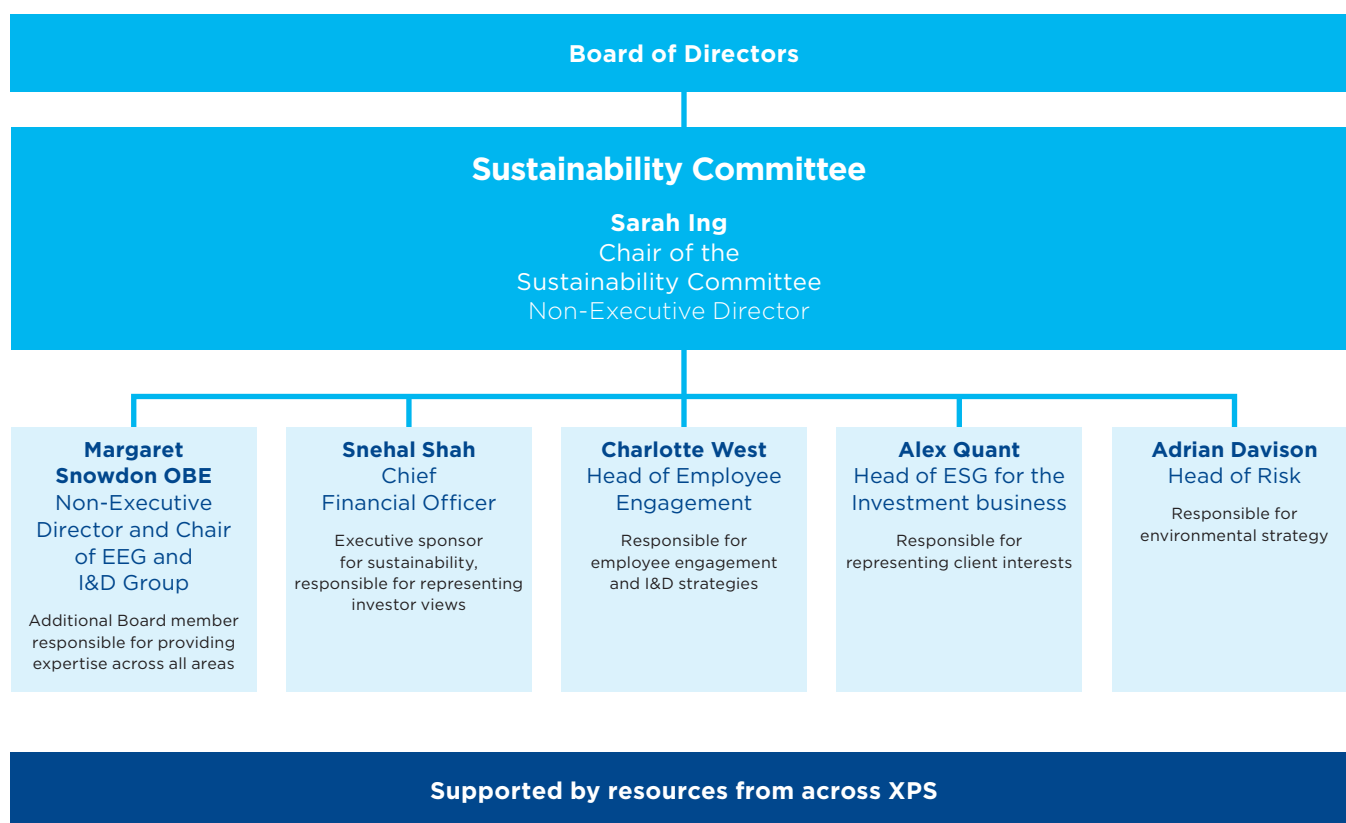 Board of Directors
Sustainability Committee
Sarah Ing
Chair of the
Sustainability Committee
Non-Executive Director
Margaret
Snowdon OBE
Non-Executive
Director and Chair
of EEG and
I&D Group
Additional Board member
responsible for providing
expertise across all areas
Snehal Shah
Chief
Financial Officer
Executive sponsor
for sustainability,
responsible for representing
investor views
Charlotte West
Head of Employee
Engagement
Responsible for
employee engagement
and I&D strategies
Alex Quant
Head of ESG for the
Investment business
Responsible for
representing client interests
Adrian Davison
Head of Risk
Responsible for
environmental strategy
Supported by resources from across XPS